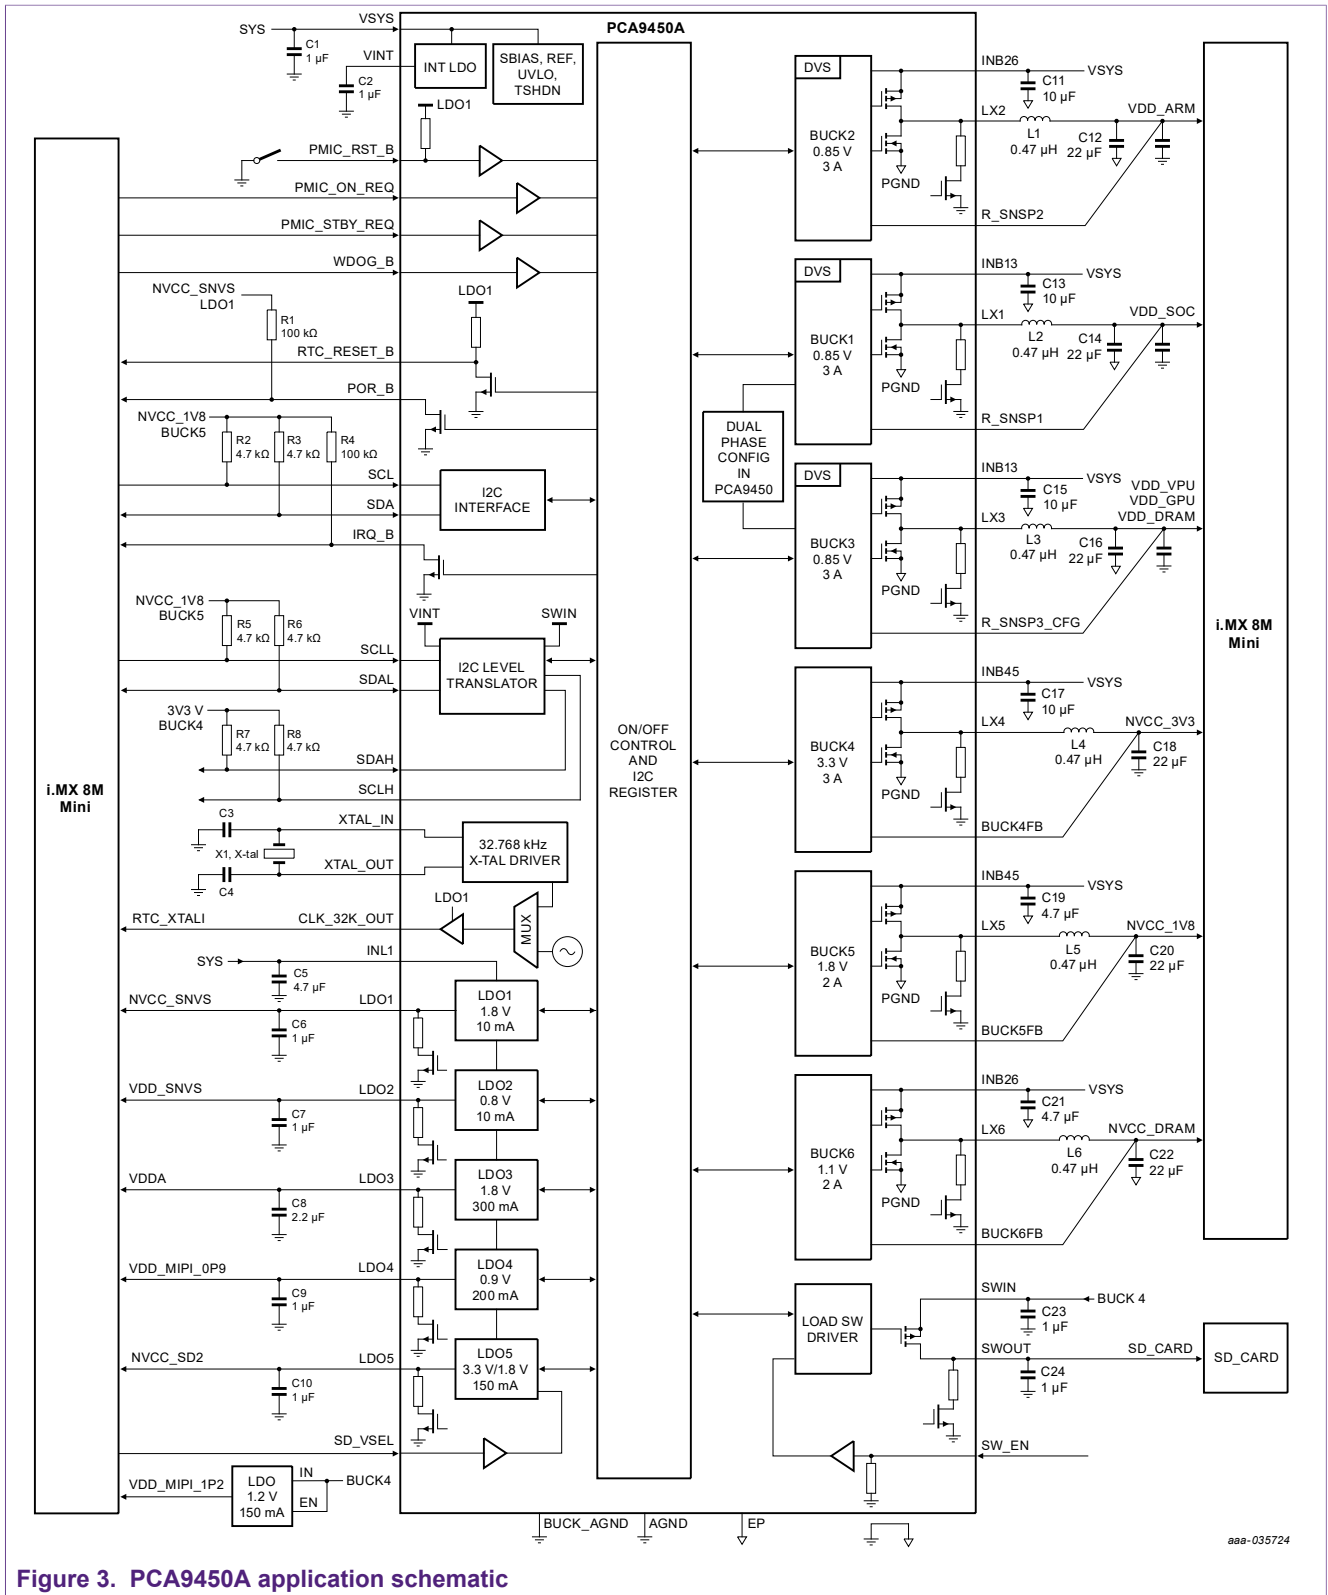 PCA9450A
SYS
VSYS
C1
1 µF
VINT
C2
1 µF
INT LDO
SBIAS, REF,
UVLO,
TSHDN
LDO1
PMIC_RST_B
PMIC_ON_REQ
PMIC_STBY_REQ
WDOG_B
NVCC_SNVS
LDO1
R1
100 kΩ
LDO1
RTC_RESET_B
POR_B
NVCC_1V8
BUCK5
R2
4.7 kΩ
R3
4.7 kΩ
R4
100 kΩ
SCL
SDA
IRQ_B
I2C
INTERFACE
NVCC_1V8
BUCK5
R5
4.7 kΩ
R6
4.7 kΩ
VINT
SWIN
SCLL
SDAL
I2C LEVEL
TRANSLATOR
3V3 V
BUCK4
R7
4.7 kΩ
R8
4.7 kΩ
SDAH
SCLH
i.MX 8M
Mini
C3
XTAL_IN
X1, X-tal
XTAL_OUT
C4
32.768 kHz
X-TAL DRIVER
LDO1
MUX
RTC_XTALI
CLK_32K_OUT
SYS
INL1
C5
4.7 µF
NVCC_SNVS
LDO1
C6
1 µF
LDO1
1.8 V
10 mA
VDD_SNVS
LDO2
C7
1 µF
LDO2
0.8 V
10 mA
VDDA
LDO3
C8
2.2 µF
LDO3
1.8 V
300 mA
VDD_MIPI_0P9
LDO4
C9
1 µF
LDO4
0.9 V
200 mA
NVCC_SD2
LDO5
C10
1 µF
LDO5
3.3 V/1.8 V
150 mA
SD_VSEL
VDD_MIPI_1P2
LDO
1.2 V
150 mA
IN
EN
BUCK4
ON/OFF
CONTROL
AND
I2C
REGISTER
DVS
BUCK2
0.85 V
3 A
PGND
INB26
VSYS
C11
10 µF
LX2
L1
0.47 µH
C12
22 µF
VDD_ARM
R_SNSP2
DVS
BUCK1
0.85 V
3 A
PGND
INB13
VSYS
C13
10 µF
LX1
L2
0.47 µH
C14
22 µF
VDD_SOC
R_SNSP1
DUAL
PHASE
CONFIG
IN
PCA9450
DVS
BUCK3
0.85 V
3 A
PGND
INB13
VSYS
C15
10 µF
LX3
L3
0.47 µH
C16
22 µF
VDD_VPU
VDD_GPU
VDD_DRAM
R_SNSP3_CFG
BUCK4
3.3 V
3 A
PGND
INB45
VSYS
C17
10 µF
LX4
L4
0.47 µH
NVCC_3V3
C18
22 µF
BUCK4FB
BUCK5
1.8 V
2 A
PGND
INB45
VSYS
C19
4.7 µF
LX5
L5
0.47 µH
NVCC_1V8
C20
22 µF
BUCK5FB
BUCK6
1.1 V
2 A
PGND
INB26
VSYS
C21
4.7 µF
LX6
L6
0.47 µH
NVCC_DRAM
C22
22 µF
BUCK6FB
i.MX 8M
Mini
LOAD SW
DRIVER
SWIN
BUCK 4
C23
1 µF
SWOUT
SD_CARD
C24
1 µF
SD_CARD
SW_EN
BUCK_AGND
AGND
EP
aaa-035724
Figure 3. PCA9450A application schematic